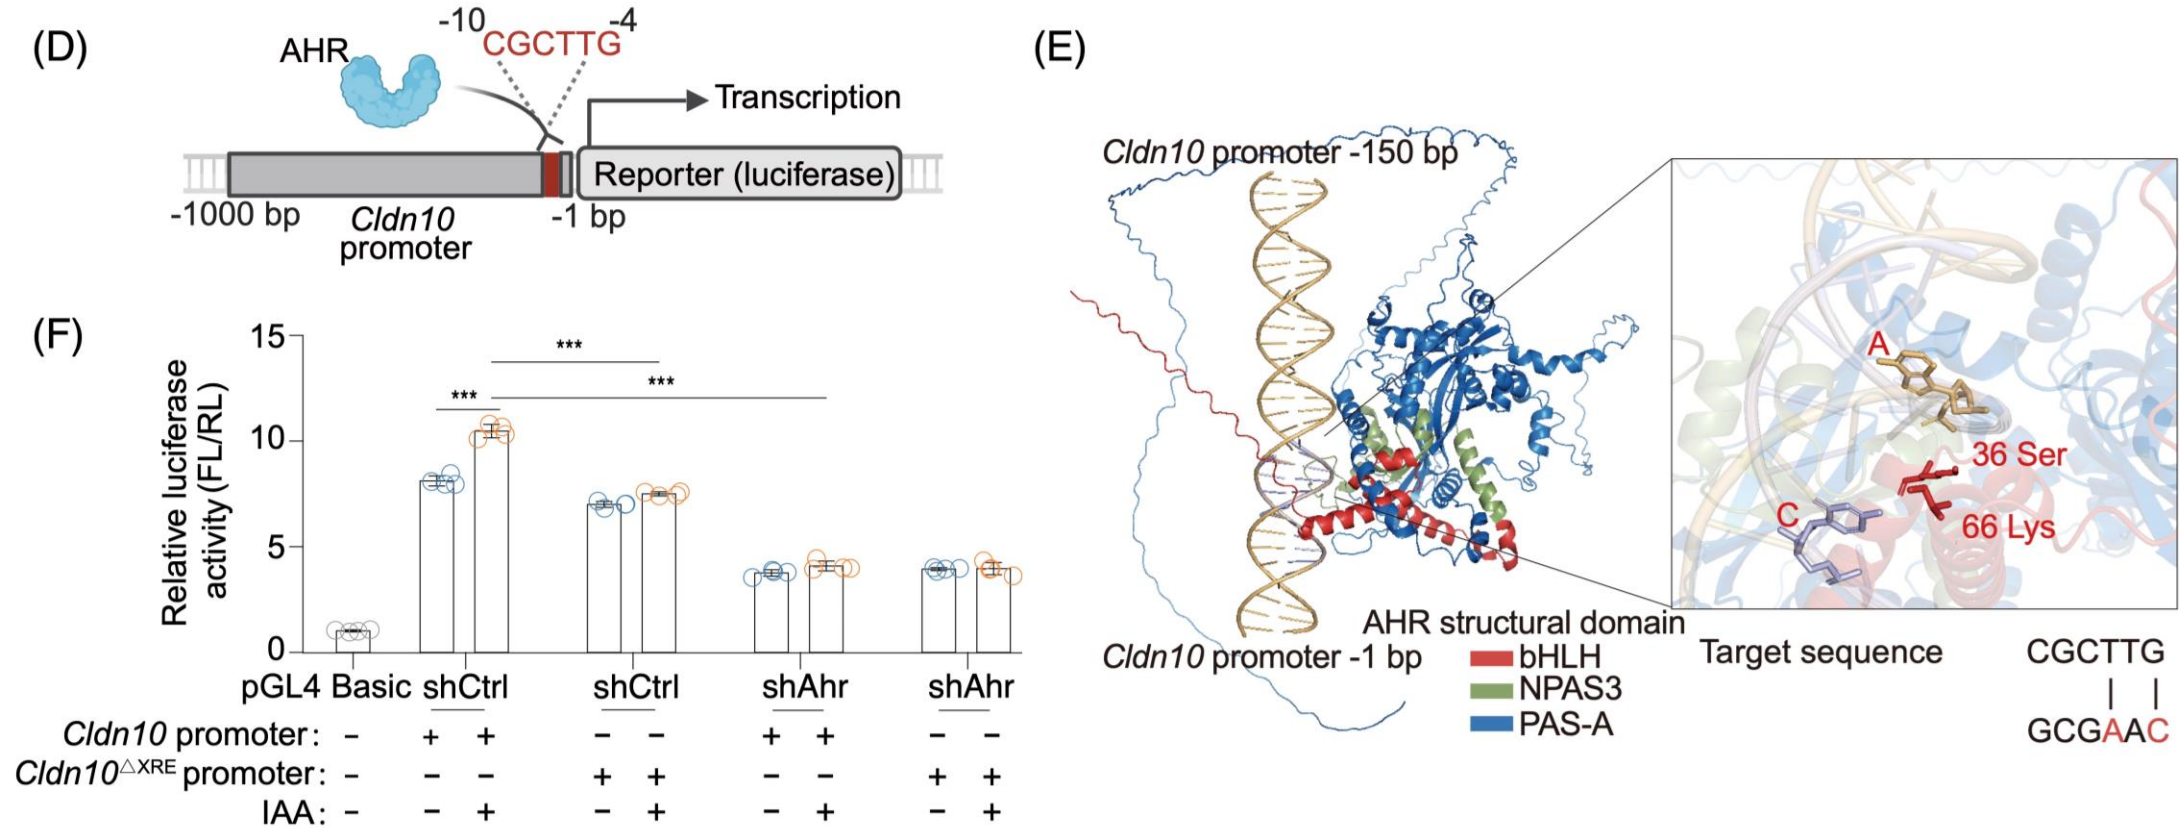 (D)
-10
-4
CGCTTG
AHR
Transcription
Reporter (luciferase)
-1000 bp
Cldn10
promoter
-1 bp
(E)
Cldn10 promoter -150 bp
A
36 Ser
C
66 Lys
AHR structural domain
Cldn10 promoter -1 bp
bHLH
NPAS3
PAS-A
Target sequence
CGCTTG
GCGAAC
(F)
Relative luciferase
activity (FL/RL)
15
10
5
0
***
***
***
pGL4 Basic shCtrl shCtrl shAhr shAhr
Cldn10 promoter: − + + − − + + − −
Cldn10△XRE promoter: − − − + + − − + +
IAA: − − + − + − + − +